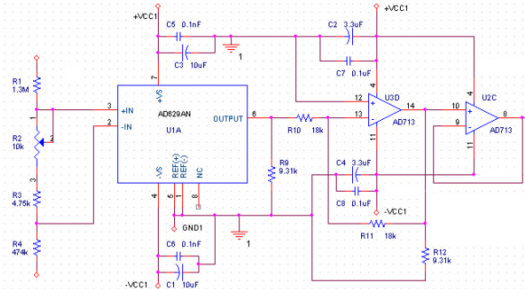 +VCC1
+VCC1
C5 0.1nF
C2 3.3uF
C3 10uF
1
C7 0.1uF
R1
1.3M
7
4
4
+VS
AD629AN
U1A
U3D
U2C
1
3
+IN
12
+
14
10
+
8
R2
10k
2
2
-IN
OUTPUT
6
13
-
9
-
R10 18k
AD713
AD713
11
11
R3
4.75k
-VS
REF(+)
REF(-)
NC
R9
9.31k
C4 3.3uF
C8 0.1uF
3
4
5
1
8
R4
474k
GND1
1
-VCC1
R11 18k
C6 0.1nF
R12
9.31k
-VCC1
C1 10uF